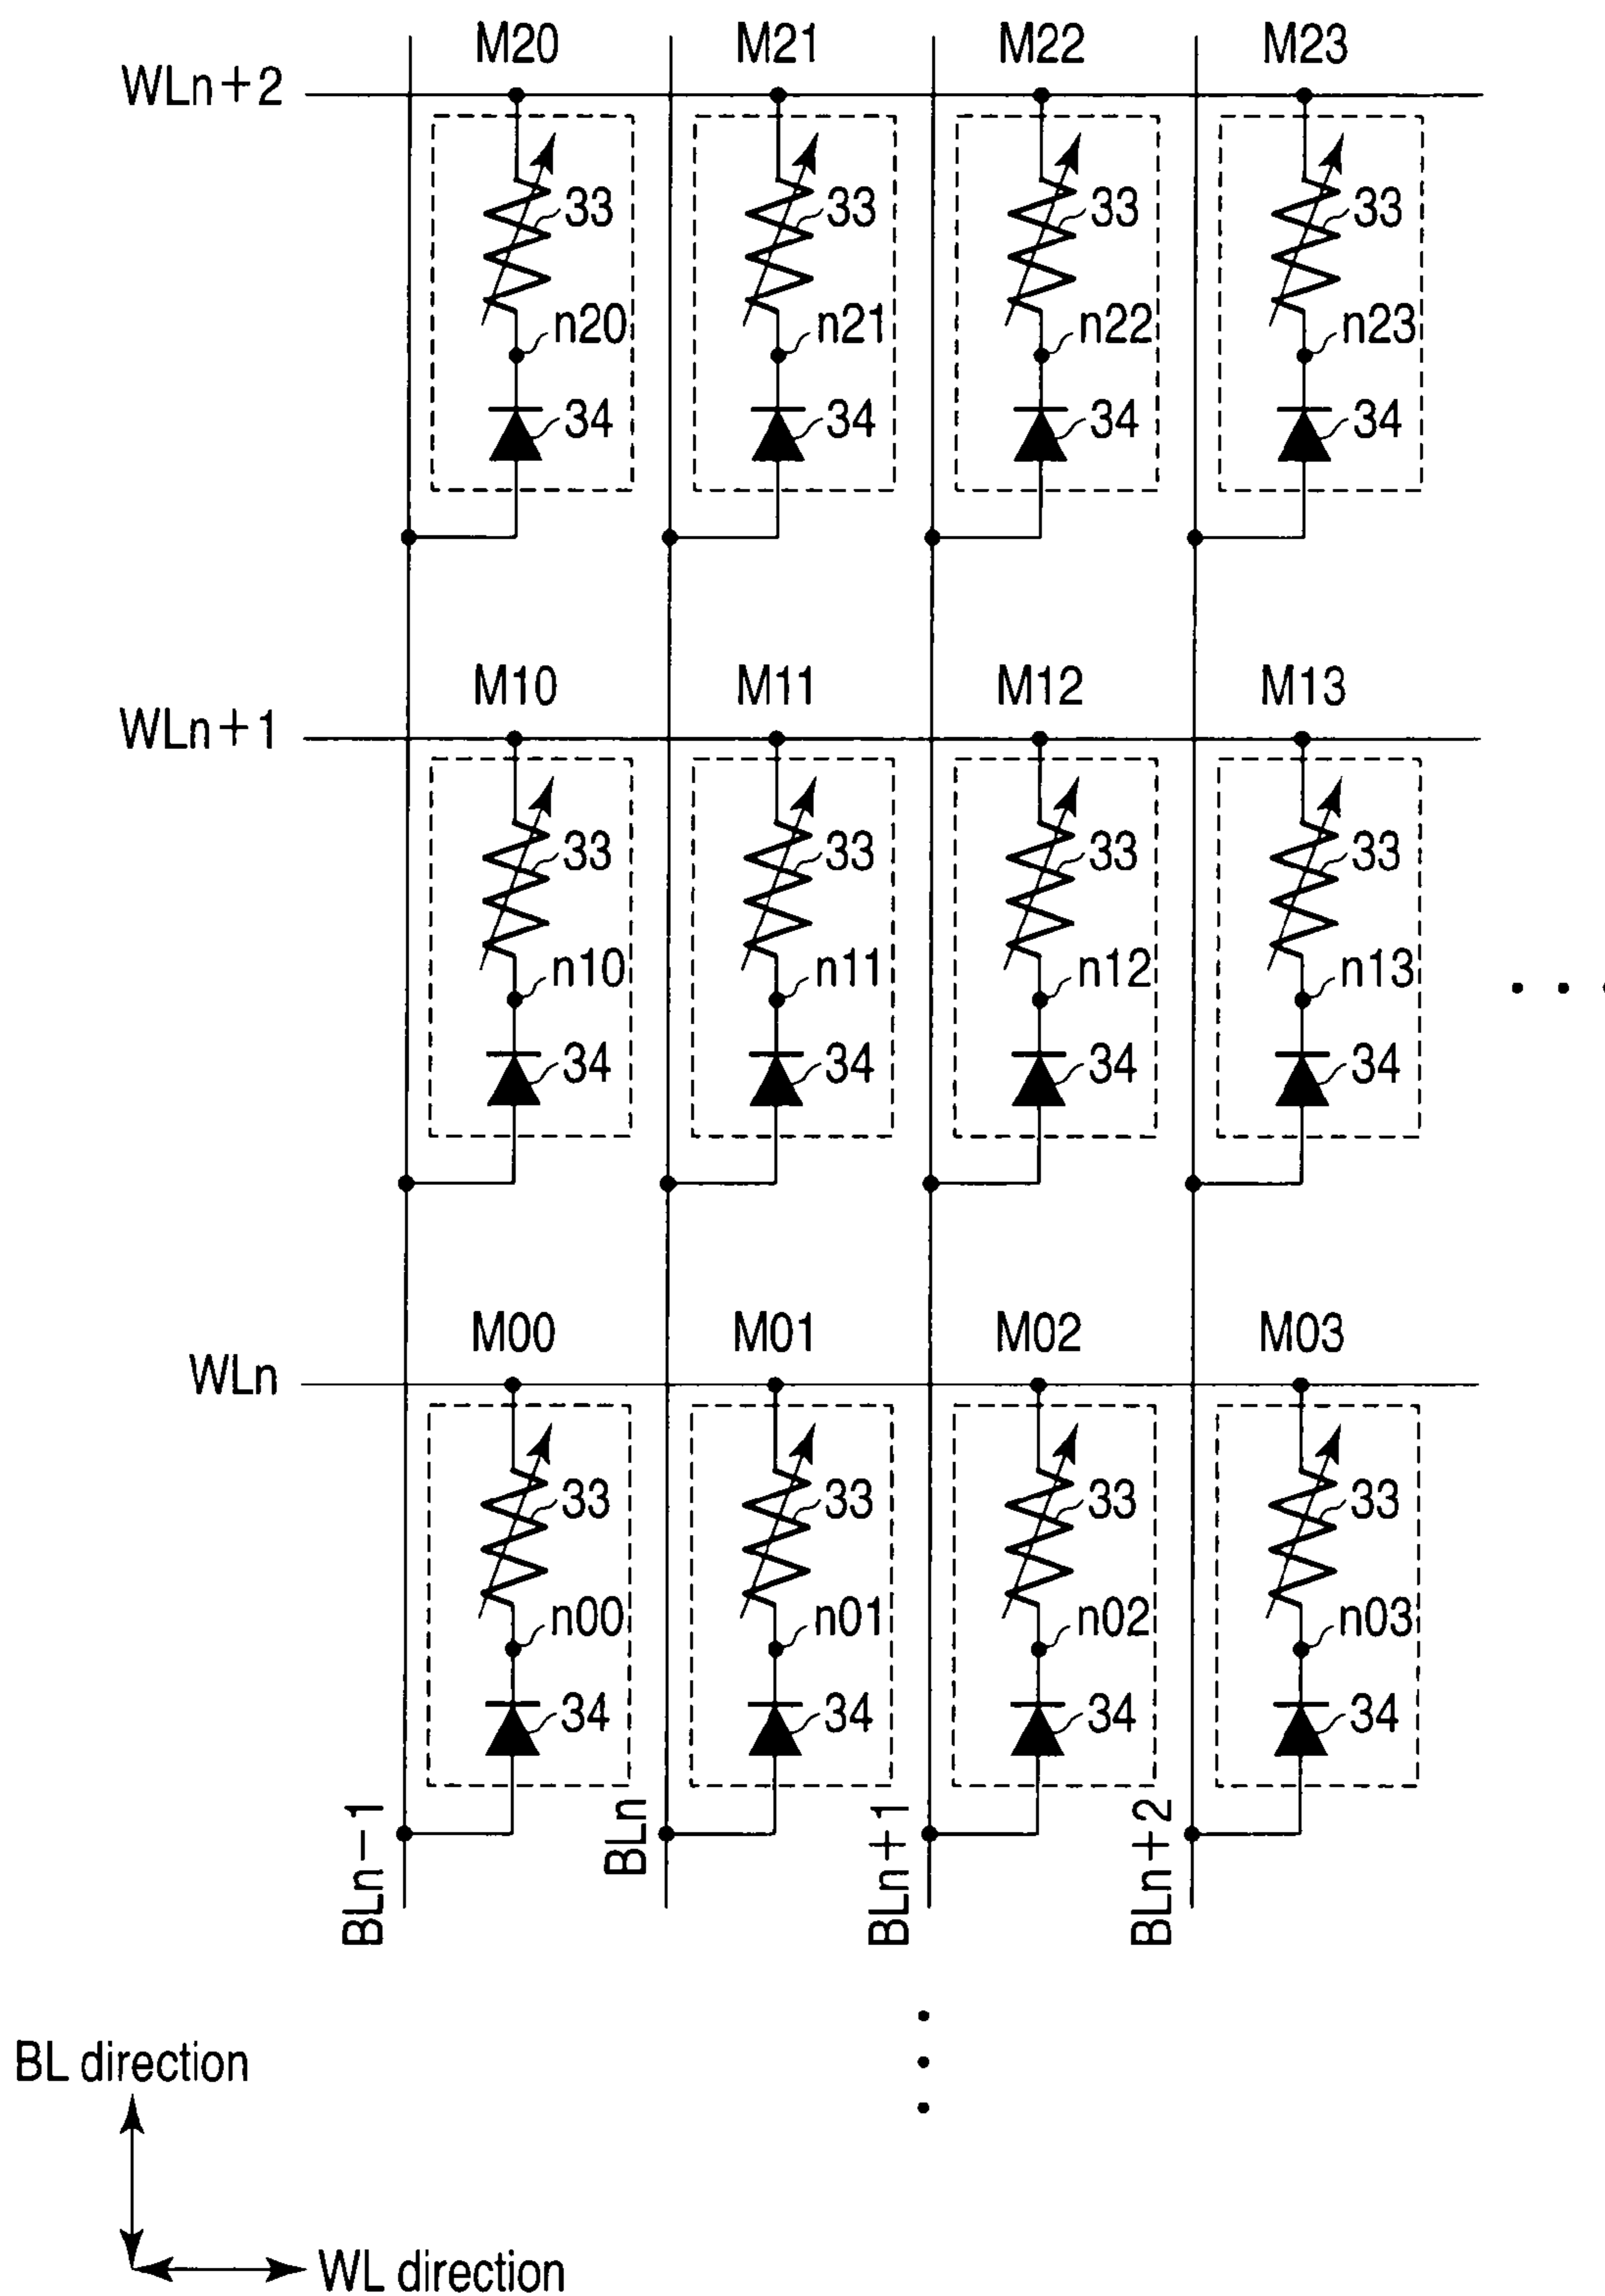 M20 M21 M22 M23
WLn+2
33 33 33 33
n20 n21 n22 n23
34 34 34 34
M10 M11 M12 M13
WLn+1
33 33 33 33
n10 n11 n12 n13
34 34 34 34
M00 M01 M02 M03
WLn
33 33 33 33
n00 n01 n02 n03
34 34 34 34
BLn−1 BLn BLn+1 BLn+2
BL direction
WL direction